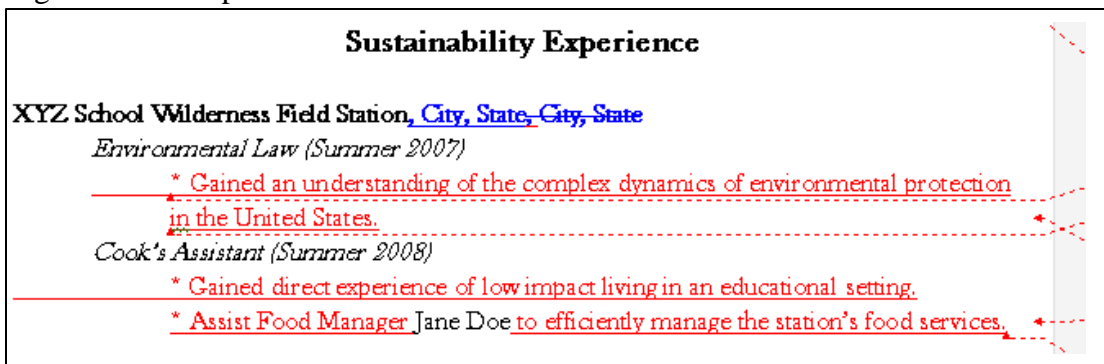 Sustainability Experience
XYZ School Wilderness Field Station, City, State, City, State
Environmental Law (Summer 2007)
* Gained an understanding of the complex dynamics of environmental protection
in the United States.
Cook's Assistant (Summer 2008)
* Gained direct experience of low impact living in an educational setting.
* Assist Food Manager Jane Doe to efficiently manage the station's food services.